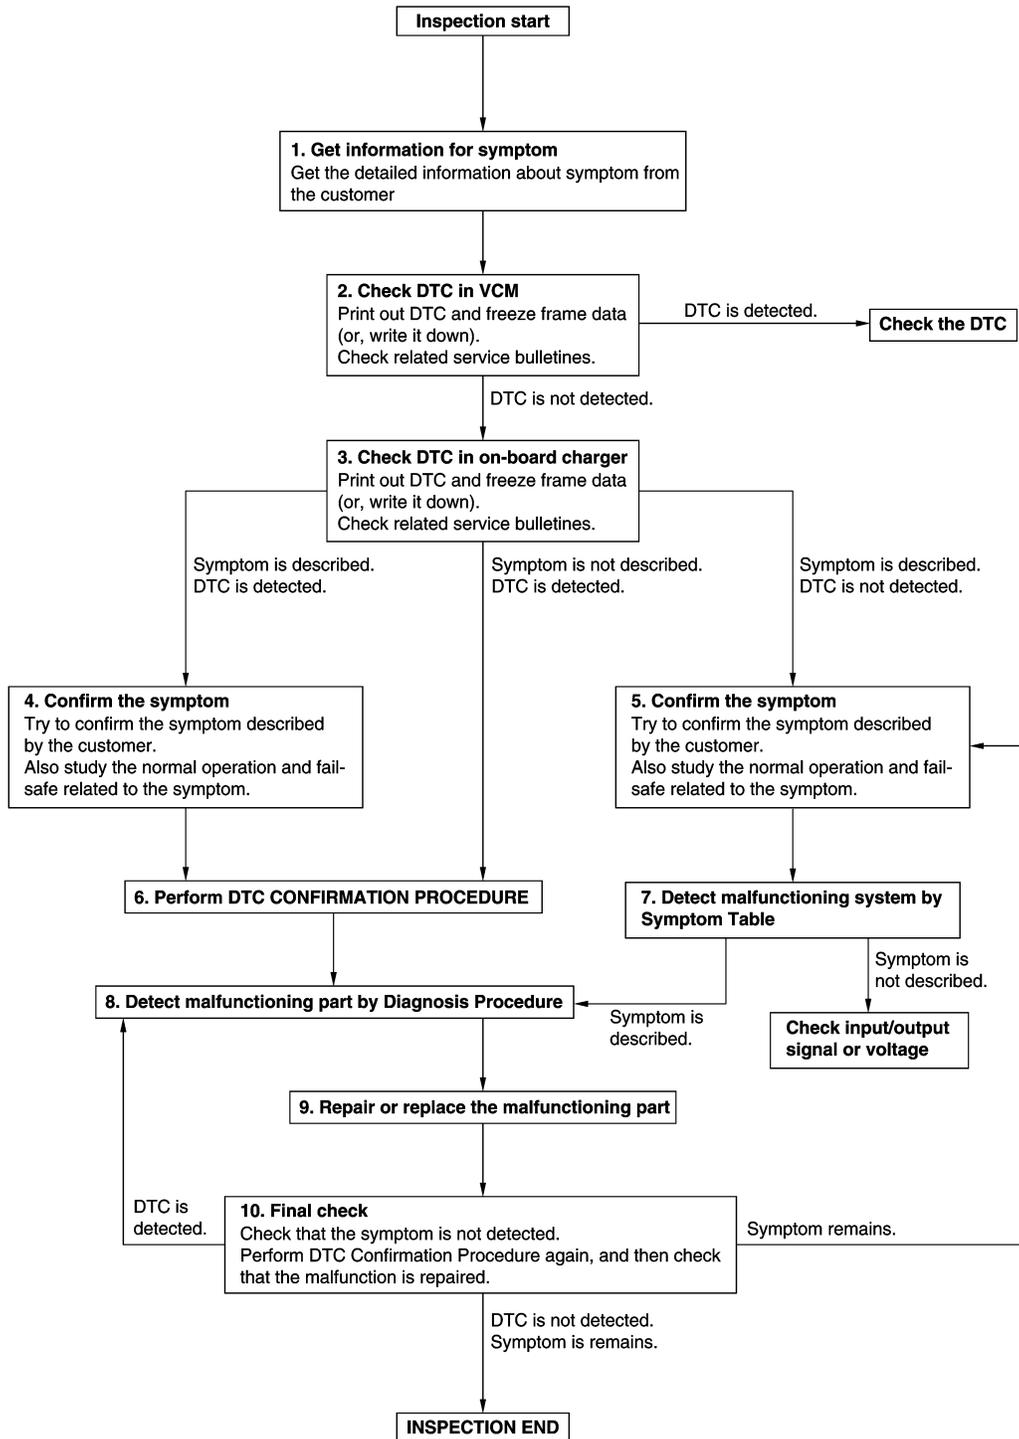 Inspection start
1. Get information for symptom
Get the detailed information about symptom from
the customer
2. Check DTC in VCM
Print out DTC and freeze frame data
(or, write it down).
Check related service bulletines.
DTC is detected.
Check the DTC
DTC is not detected.
3. Check DTC in on-board charger
Print out DTC and freeze frame data
(or, write it down).
Check related service bulletines.
Symptom is described.
DTC is detected.
Symptom is not described.
DTC is detected.
Symptom is described.
DTC is not detected.
4. Confirm the symptom
Try to confirm the symptom described
by the customer.
Also study the normal operation and fail-
safe related to the symptom.
5. Confirm the symptom
Try to confirm the symptom described
by the customer.
Also study the normal operation and fail-
safe related to the symptom.
6. Perform DTC CONFIRMATION PROCEDURE
7. Detect malfunctioning system by
Symptom Table
Symptom is
not described.
8. Detect malfunctioning part by Diagnosis Procedure
Symptom is
described.
Check input/output
signal or voltage
9. Repair or replace the malfunctioning part
DTC is
detected.
10. Final check
Check that the symptom is not detected.
Perform DTC Confirmation Procedure again, and then check
that the malfunction is repaired.
Symptom remains.
DTC is not detected.
Symptom is remains.
INSPECTION END